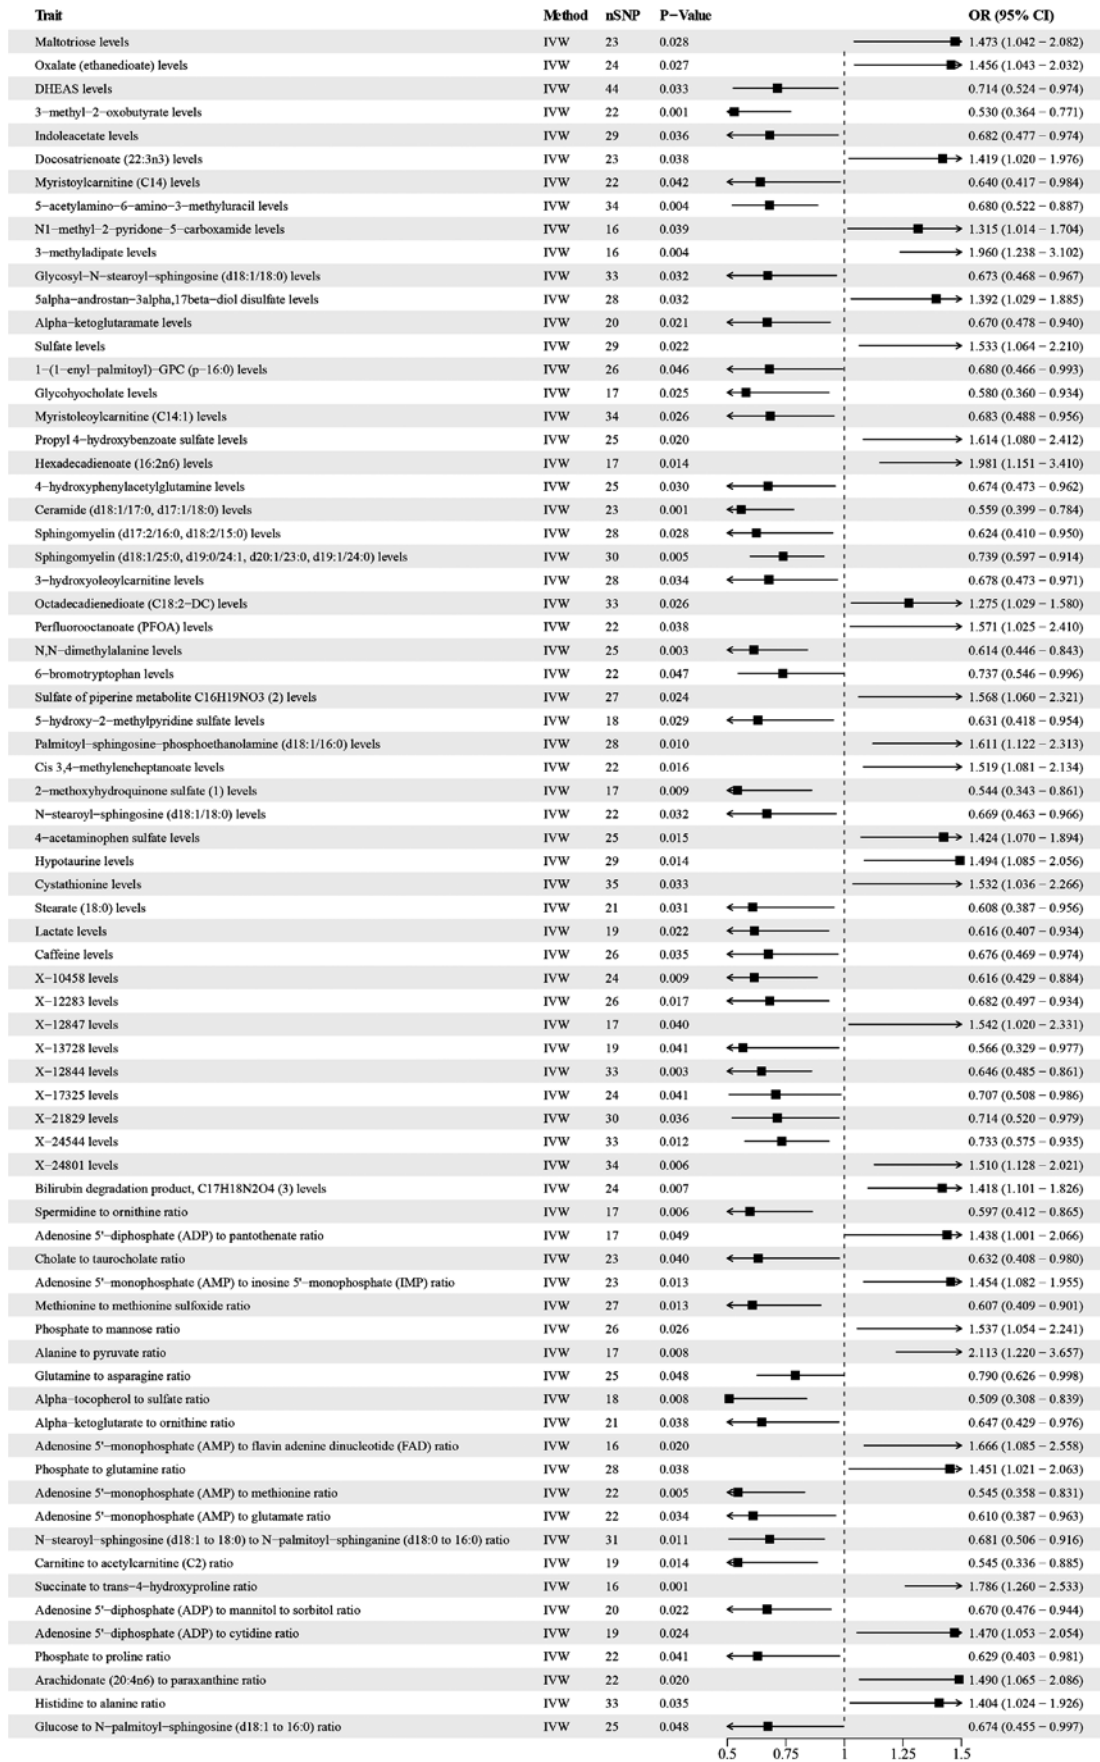 Trait Method nSNP P−Value OR (95% CI)
Maltotriose levels IVW 23 0.028 1.473 (1.042 − 2.082)
Oxalate (ethanedioate) levels IVW 24 0.027 1.456 (1.043 − 2.032)
DHEAS levels IVW 44 0.033 0.714 (0.524 − 0.974)
3−methyl−2−oxobutyrate levels IVW 22 0.001 0.530 (0.364 − 0.771)
Indoleacetate levels IVW 29 0.036 0.682 (0.477 − 0.974)
Docosatrienoate (22:3n3) levels IVW 23 0.038 1.419 (1.020 − 1.976)
Myristoylcarnitine (C14) levels IVW 22 0.042 0.640 (0.417 − 0.984)
5−acetylamino−6−amino−3−methyluracil levels IVW 34 0.004 0.680 (0.522 − 0.887)
N1−methyl−2−pyridone−5−carboxamide levels IVW 16 0.039 1.315 (1.014 − 1.704)
3−methyladipate levels IVW 16 0.004 1.960 (1.238 − 3.102)
Glycosyl−N−stearoyl−sphingosine (d18:1/18:0) levels IVW 33 0.032 0.673 (0.468 − 0.967)
5alpha−androstan−3alpha,17beta−diol disulfate levels IVW 28 0.032 1.392 (1.029 − 1.885)
Alpha−ketoglutaramate levels IVW 20 0.021 0.670 (0.478 − 0.940)
Sulfate levels IVW 29 0.022 1.533 (1.064 − 2.210)
1−(1−enyl−palmitoyl)−GPC (p−16:0) levels IVW 26 0.046 0.680 (0.466 − 0.993)
Glycohyocholate levels IVW 17 0.025 0.580 (0.360 − 0.934)
Myristoleoylcarnitine (C14:1) levels IVW 34 0.026 0.683 (0.488 − 0.956)
Propyl 4−hydroxybenzoate sulfate levels IVW 25 0.020 1.614 (1.080 − 2.412)
Hexadecadienoate (16:2n6) levels IVW 17 0.014 1.981 (1.151 − 3.410)
4−hydroxyphenylacetylglutamine levels IVW 25 0.030 0.674 (0.473 − 0.962)
Ceramide (d18:1/17:0, d17:1/18:0) levels IVW 23 0.001 0.559 (0.399 − 0.784)
Sphingomyelin (d17:2/16:0, d18:2/15:0) levels IVW 28 0.028 0.624 (0.410 − 0.950)
Sphingomyelin (d18:1/25:0, d19:0/24:1, d20:1/23:0, d19:1/24:0) levels IVW 30 0.005 0.739 (0.597 − 0.914)
3−hydroxyoleoylcarnitine levels IVW 28 0.034 0.678 (0.473 − 0.971)
Octadecadienedioate (C18:2−DC) levels IVW 33 0.026 1.275 (1.029 − 1.580)
Perfluorooctanoate (PFOA) levels IVW 22 0.038 1.571 (1.025 − 2.410)
N,N−dimethylalanine levels IVW 25 0.003 0.614 (0.446 − 0.843)
6−bromotryptophan levels IVW 22 0.047 0.737 (0.546 − 0.996)
Sulfate of piperine metabolite C16H19NO3 (2) levels IVW 27 0.024 1.568 (1.060 − 2.321)
5−hydroxy−2−methylpyridine sulfate levels IVW 18 0.029 0.631 (0.418 − 0.954)
Palmitoyl−sphingosine−phosphoethanolamine (d18:1/16:0) levels IVW 28 0.010 1.611 (1.122 − 2.313)
Cis 3,4−methyleneheptanoate levels IVW 22 0.016 1.519 (1.081 − 2.134)
2−methoxyhydroquinone sulfate (1) levels IVW 17 0.009 0.544 (0.343 − 0.861)
N−stearoyl−sphingosine (d18:1/18:0) levels IVW 22 0.032 0.669 (0.463 − 0.966)
4−acetaminophen sulfate levels IVW 25 0.015 1.424 (1.070 − 1.894)
Hypotaurine levels IVW 29 0.014 1.494 (1.085 − 2.056)
Cystathionine levels IVW 35 0.033 1.532 (1.036 − 2.266)
Stearate (18:0) levels IVW 21 0.031 0.608 (0.387 − 0.956)
Lactate levels IVW 19 0.022 0.616 (0.407 − 0.934)
Caffeine levels IVW 26 0.035 0.676 (0.469 − 0.974)
X−10458 levels IVW 24 0.009 0.616 (0.429 − 0.884)
X−12283 levels IVW 26 0.017 0.682 (0.497 − 0.934)
X−12847 levels IVW 17 0.040 1.542 (1.020 − 2.331)
X−13728 levels IVW 19 0.041 0.566 (0.329 − 0.977)
X−12844 levels IVW 33 0.003 0.646 (0.485 − 0.861)
X−17325 levels IVW 24 0.041 0.707 (0.508 − 0.986)
X−21829 levels IVW 30 0.036 0.714 (0.520 − 0.979)
X−24544 levels IVW 33 0.012 0.733 (0.575 − 0.935)
X−24801 levels IVW 34 0.006 1.510 (1.128 − 2.021)
Bilirubin degradation product, C17H18N2O4 (3) levels IVW 24 0.007 1.418 (1.101 − 1.826)
Spermidine to ornithine ratio IVW 17 0.006 0.597 (0.412 − 0.865)
Adenosine 5'−diphosphate (ADP) to pantothenate ratio IVW 17 0.049 1.438 (1.001 − 2.066)
Cholate to taurocholate ratio IVW 23 0.040 0.632 (0.408 − 0.980)
Adenosine 5'−monophosphate (AMP) to inosine 5'−monophosphate (IMP) ratio IVW 23 0.013 1.454 (1.082 − 1.955)
Methionine to methionine sulfoxide ratio IVW 27 0.013 0.607 (0.409 − 0.901)
Phosphate to mannose ratio IVW 26 0.026 1.537 (1.054 − 2.241)
Alanine to pyruvate ratio IVW 17 0.008 2.113 (1.220 − 3.657)
Glutamine to asparagine ratio IVW 25 0.048 0.790 (0.626 − 0.998)
Alpha−tocopherol to sulfate ratio IVW 18 0.008 0.509 (0.308 − 0.839)
Alpha−ketoglutarate to ornithine ratio IVW 21 0.038 0.647 (0.429 − 0.976)
Adenosine 5'−monophosphate (AMP) to flavin adenine dinucleotide (FAD) ratio IVW 16 0.020 1.666 (1.085 − 2.558)
Phosphate to glutamine ratio IVW 28 0.038 1.451 (1.021 − 2.063)
Adenosine 5'−monophosphate (AMP) to methionine ratio IVW 22 0.005 0.545 (0.358 − 0.831)
Adenosine 5'−monophosphate (AMP) to glutamate ratio IVW 22 0.034 0.610 (0.387 − 0.963)
N−stearoyl−sphingosine (d18:1 to 18:0) to N−palmitoyl−sphinganine (d18:0 to 16:0) ratio IVW 31 0.011 0.681 (0.506 − 0.916)
Carnitine to acetylcarnitine (C2) ratio IVW 19 0.014 0.545 (0.336 − 0.885)
Succinate to trans−4−hydroxyproline ratio IVW 16 0.001 1.786 (1.260 − 2.533)
Adenosine 5'−diphosphate (ADP) to mannitol to sorbitol ratio IVW 20 0.022 0.670 (0.476 − 0.944)
Adenosine 5'−diphosphate (ADP) to cytidine ratio IVW 19 0.024 1.470 (1.053 − 2.054)
Phosphate to proline ratio IVW 22 0.041 0.629 (0.403 − 0.981)
Arachidonate (20:4n6) to paraxanthine ratio IVW 22 0.020 1.490 (1.065 − 2.086)
Histidine to alanine ratio IVW 33 0.035 1.404 (1.024 − 1.926)
Glucose to N−palmitoyl−sphingosine (d18:1 to 16:0) ratio IVW 25 0.048 0.674 (0.455 − 0.997)
0.5 0.75 1 1.25 1.5